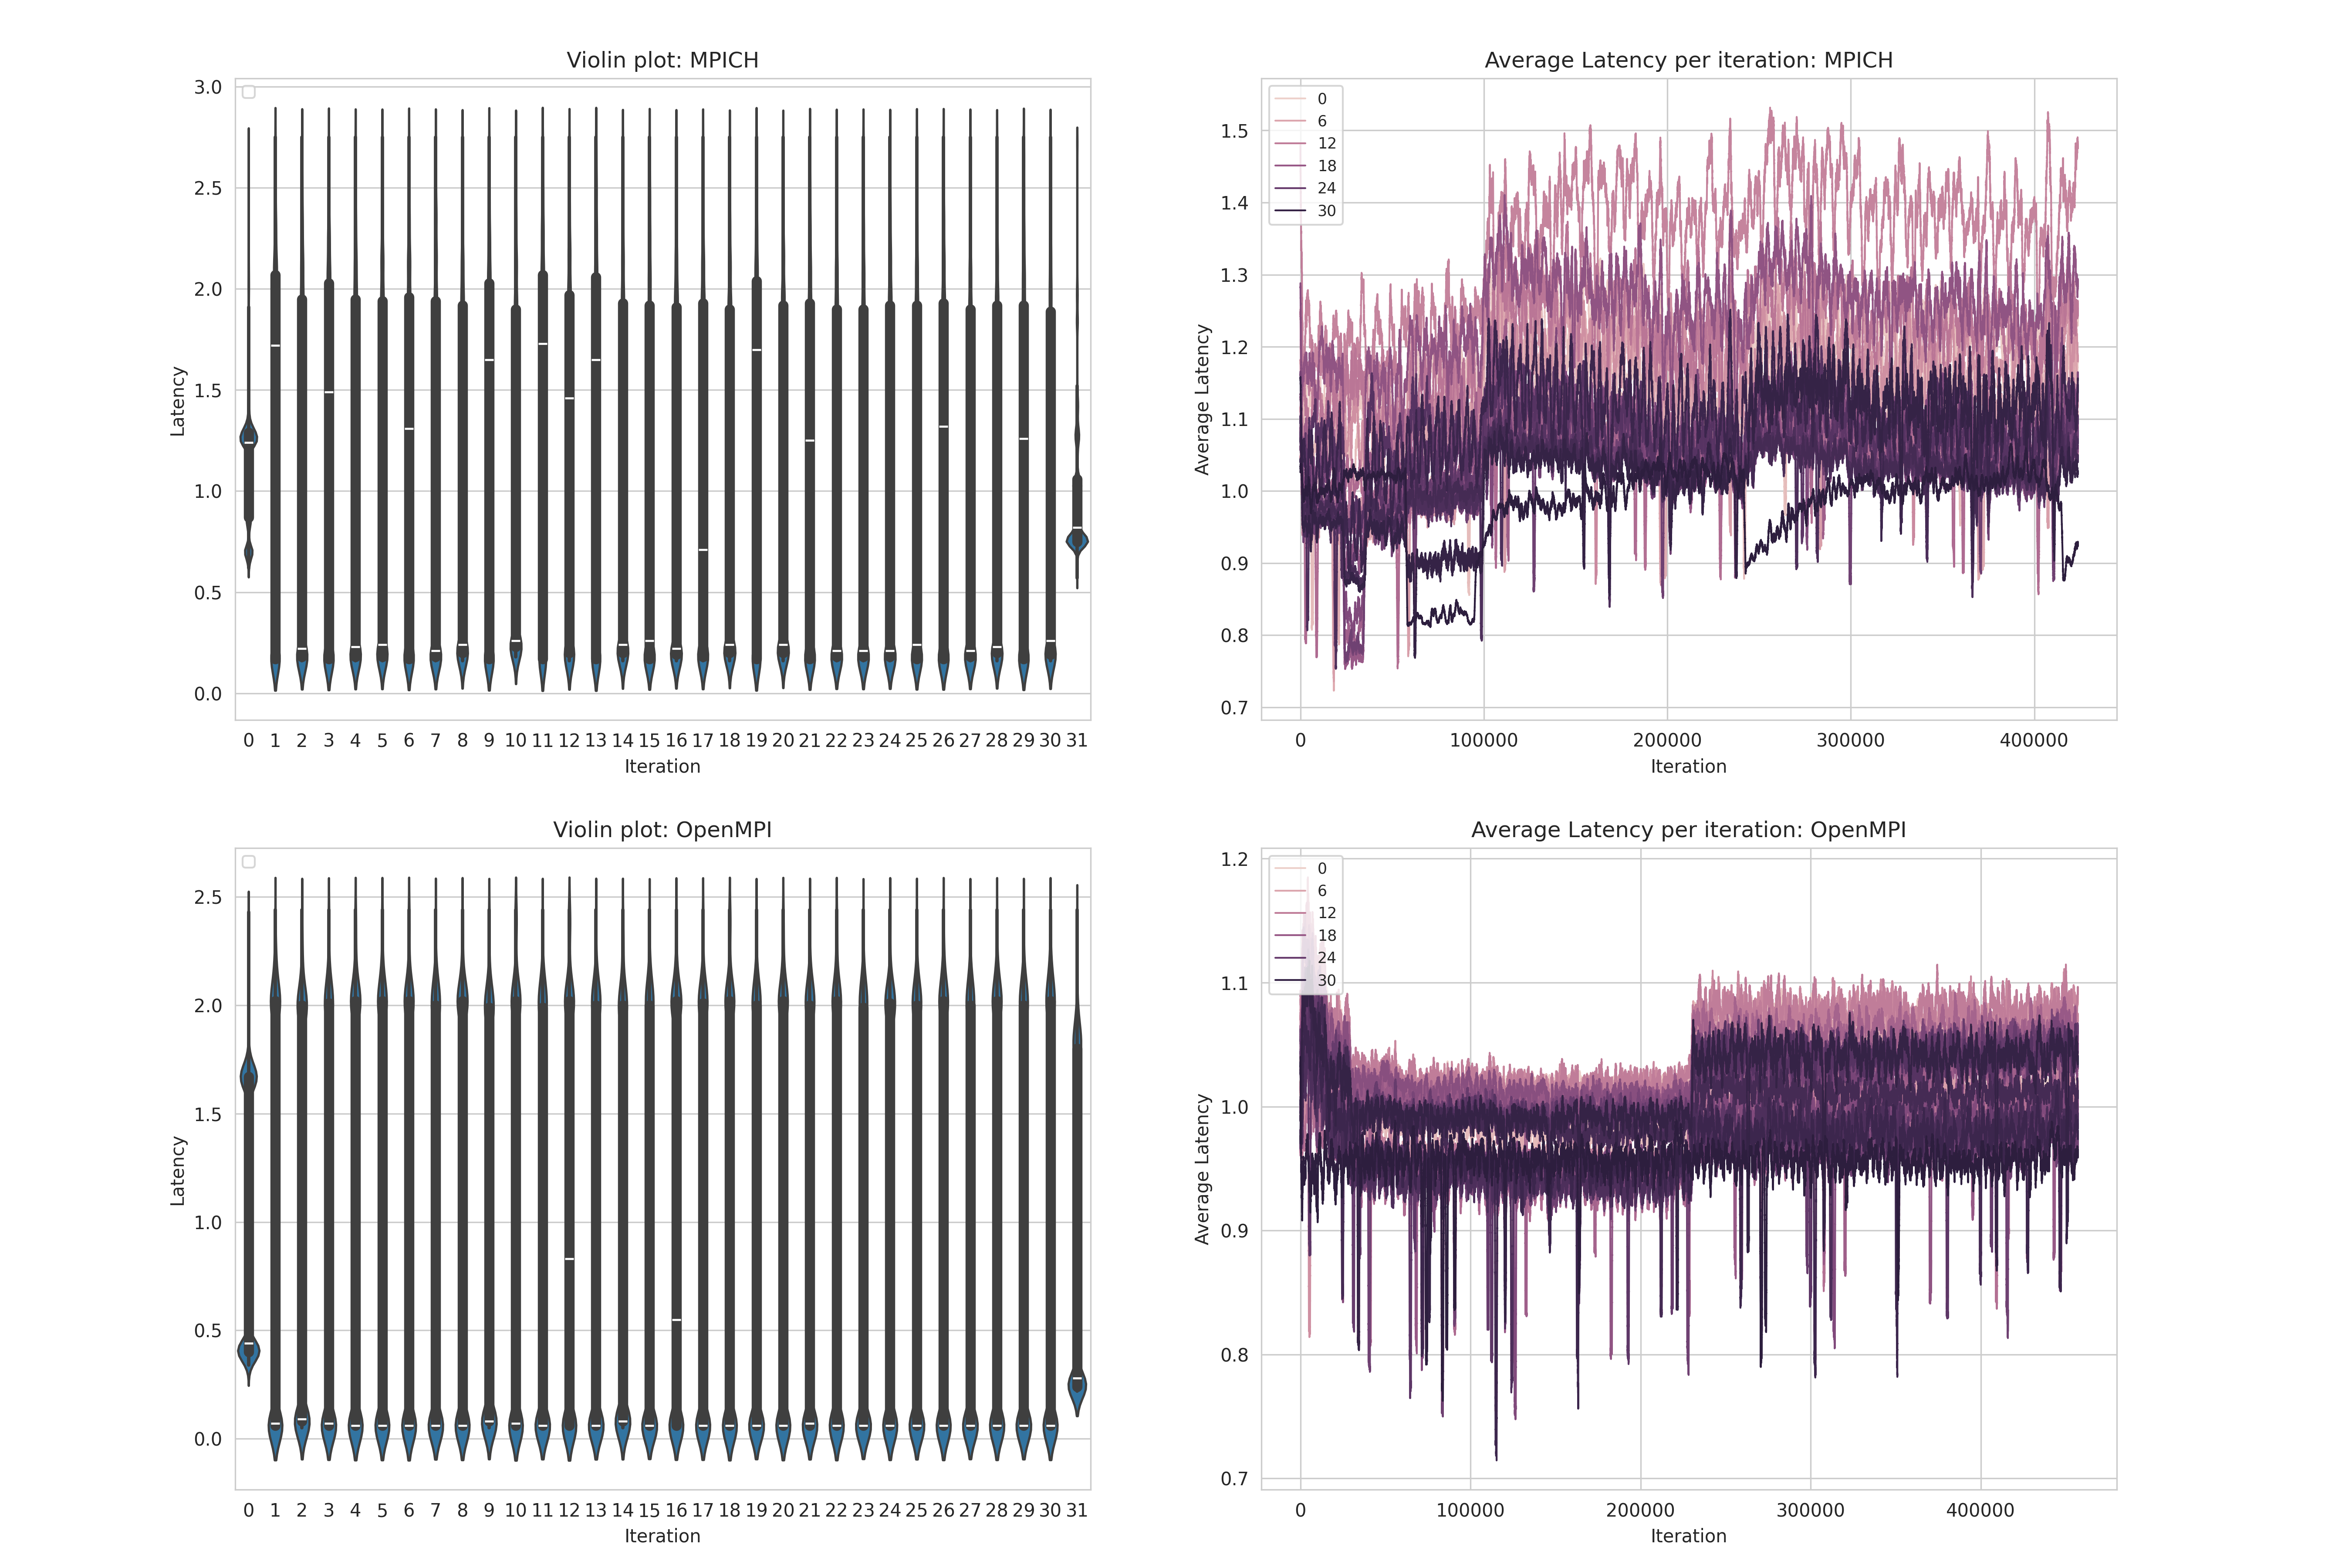 Violin plot: MPICH
3.0
2.5
2.0
1.5
1.0
0.5
0.0
Latency
0 1 2 3 4 5 6 7 8 9 10 11 12 13 14 15 16 17 18 19 20 21 22 23 24 25 26 27 28 29 30 31
Iteration
Average Latency per iteration: MPICH
0
6
12
18
24
30
1.5
1.4
1.3
1.2
1.1
1.0
0.9
0.8
0.7
Average Latency
0 100000 200000 300000 400000
Iteration
Violin plot: OpenMPI
2.5
2.0
1.5
1.0
0.5
0.0
Latency
0 1 2 3 4 5 6 7 8 9 10 11 12 13 14 15 16 17 18 19 20 21 22 23 24 25 26 27 28 29 30 31
Iteration
Average Latency per iteration: OpenMPI
0
6
12
18
24
30
1.2
1.1
1.0
0.9
0.8
0.7
Average Latency
0 100000 200000 300000 400000
Iteration